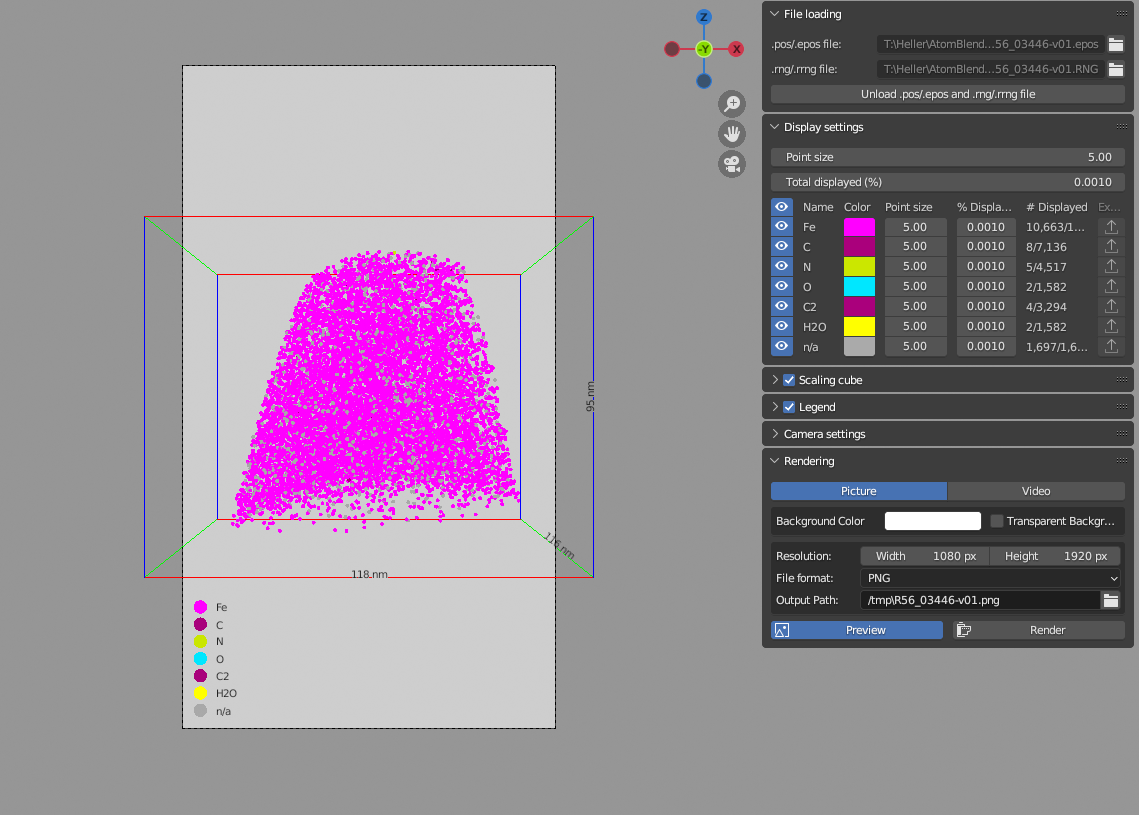 Z
-Y
X
File loading
.pos/.epos file:
T:\Heller\AtomBlend...56_03446-v01.epos
.rng/.rrng file:
T:\Heller\AtomBlend...56_03446-v01.RNG
Unload .pos/.epos and .rng/.rrng file
Display settings
Point size 5.00
Total displayed (%) 0.0010
Name Color Point size % Displa... # Displayed Ex...
Fe 5.00 0.0010 10,663/1...
C 5.00 0.0010 8/7,136
N 5.00 0.0010 5/4,517
O 5.00 0.0010 2/1,582
C2 5.00 0.0010 4/3,294
H2O 5.00 0.0010 2/1,582
n/a 5.00 0.0010 1,697/1,6...
Scaling cube
Legend
Camera settings
Rendering
Picture Video
Background Color Transparent Backgr...
Resolution: Width 1080 px Height 1920 px
File format: PNG
Output Path: /tmp\R56_03446-v01.png
Preview Render
95 nm
116 nm
118 nm
Fe
C
N
O
C2
H2O
n/a